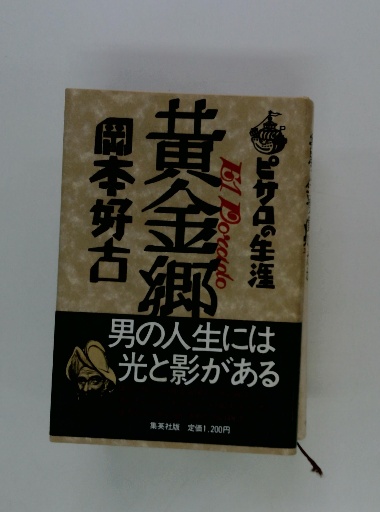 ピサロの生涯
El Dorado
黄金郷
岡本好古
男の人生には
光と影がある
集英社版 定価1,200円